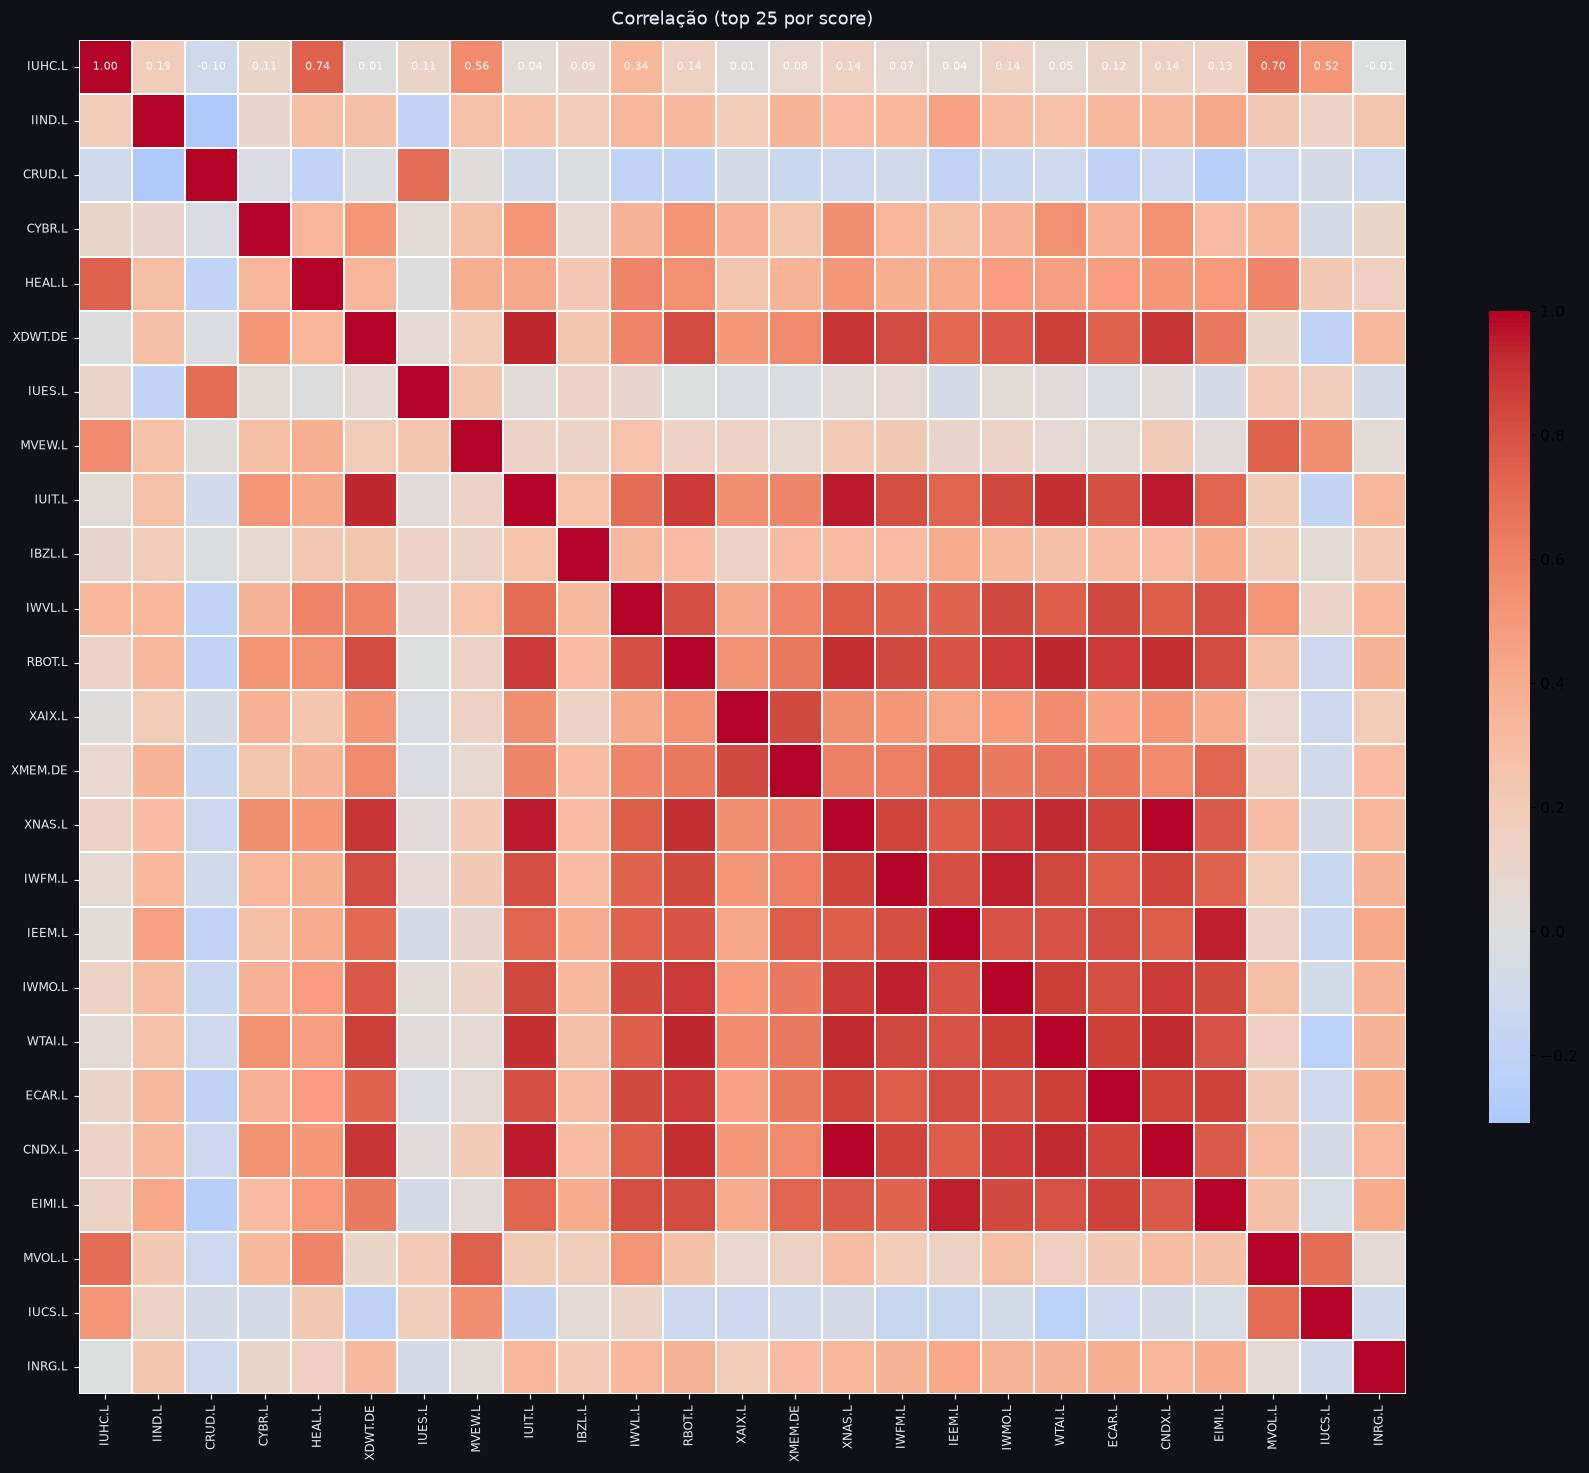 Correlação (top 25 por score)
IUHC.L 1.00 0.19 -0.10 0.11 0.74 0.01 0.11 0.56 0.04 0.09 0.34 0.14 0.01 0.08 0.14 0.07 0.04 0.14 0.05 0.12 0.14 0.13 0.70 0.52 -0.01
IIND.L
CRUD.L
CYBR.L
HEAL.L
XDWT.DE
IUES.L
MVEW.L
IUIT.L
IBZL.L
IWVL.L
RBOT.L
XAIX.L
XMEM.DE
XNAS.L
IWFM.L
IEEM.L
IWMO.L
WTAI.L
ECAR.L
CNDX.L
EIMI.L
MVOL.L
IUCS.L
INRG.L
IUHC.L IIND.L CRUD.L CYBR.L HEAL.L XDWT.DE IUES.L MVEW.L IUIT.L IBZL.L IWVL.L RBOT.L XAIX.L XMEM.DE XNAS.L IWFM.L IEEM.L IWMO.L WTAI.L ECAR.L CNDX.L EIMI.L MVOL.L IUCS.L INRG.L
1.0
0.8
0.6
0.4
0.2
0.0
−0.2